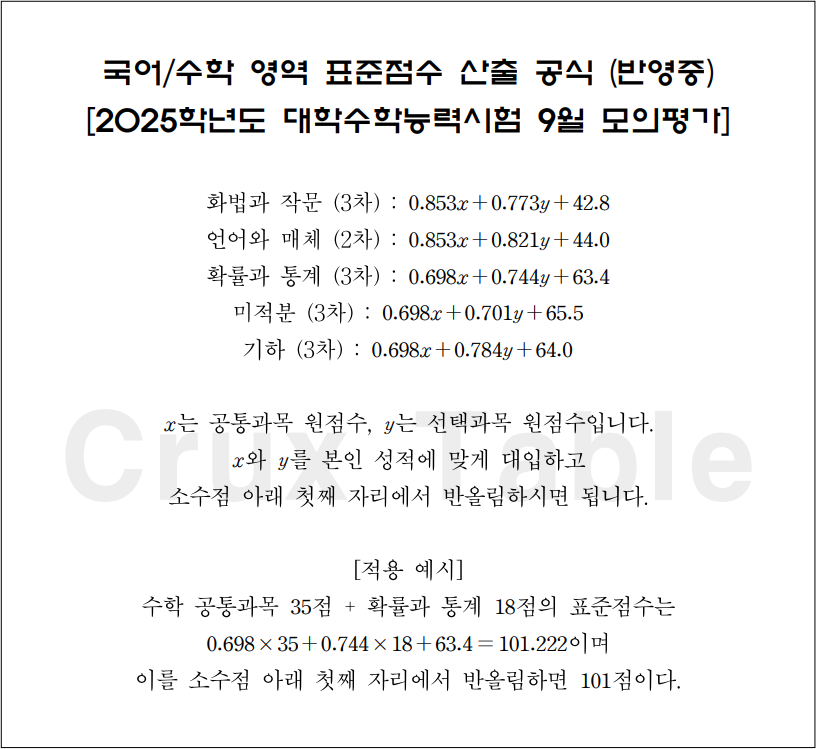 국어/수학 영역 표준점수 산출 공식 (반영중)
[2025학년도 대학수학능력시험 9월 모의평가]
화법과 작문 (3차) : 0.853x+0.773y+42.8
언어와 매체 (2차) : 0.853x+0.821y+44.0
확률과 통계 (3차) : 0.698x+0.744y+63.4
미적분 (3차) : 0.698x+0.701y+65.5
기하 (3차) : 0.698x+0.784y+64.0
Crux Table
x는 공통과목 원점수, y는 선택과목 원점수입니다.
x와 y를 본인 성적에 맞게 대입하고
소수점 아래 첫째 자리에서 반올림하시면 됩니다.
[적용 예시]
수학 공통과목 35점 + 확률과 통계 18점의 표준점수는
0.698×35+0.744×18+63.4=101.222이며
이를 소수점 아래 첫째 자리에서 반올림하면 101점이다.